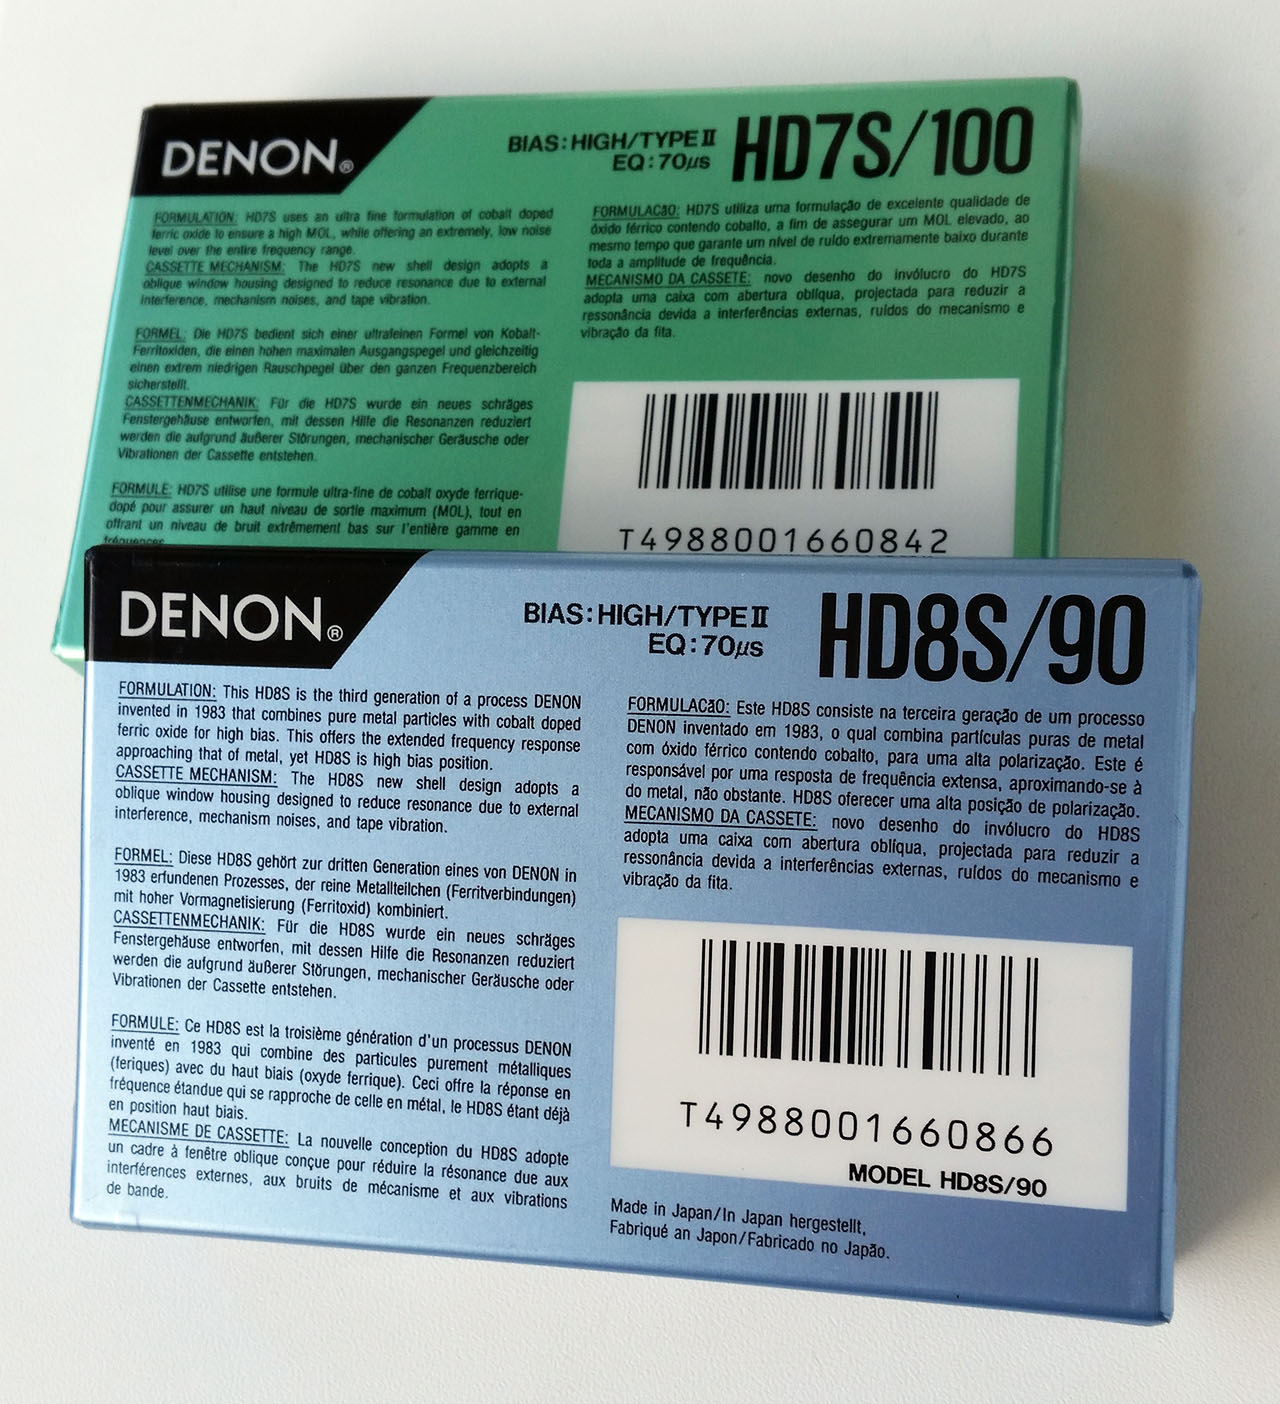 DENON®
BIAS:HIGH/TYPE II
EQ:70µs
HD7S/100
FORMULATION: HD7S uses an ultra fine formulation of cobalt doped
ferric oxide to ensure a high MOL, while offering an extremely, low noise
level over the entire frequency range.
CASSETTE MECHANISM: The HD7S new shell design adopts a
oblique window housing designed to reduce resonance due to external
interference, mechanism noises, and tape vibration.
FORMEL: Die HD7S bedient sich einer ultrafeinen Formel von Kobalt-
Ferritoxiden, die einen hohen maximalen Ausgangspegel und gleichzeitig
einen extrem niedrigen Rauschpegel über den ganzen Frequenzbereich
sicherstellt.
CASSETTENMECHANIK: Für die HD7S wurde ein neues schräges
Fenstergehäuse entworfen, mit dessen Hilfe die Resonanzen reduziert
werden die aufgrund äußerer Störungen, mechanischer Geräusche oder
Vibrationen der Cassette entstehen.
FORMULE: HD7S utilise une formule ultra-fine de cobalt oxyde ferrique-
dopé pour assurer un haut niveau de sortie maximum (MOL), tout en
offrant un niveau de bruit extrêmement bas sur l'entière gamme en
fréquences
FORMULACãO: HD7S utiliza uma formulação de excelente qualidade de
óxido férrico contendo cobalto, a fim de assegurar um MOL elevado, ao
mesmo tempo que garante um nível de ruído extremamente baixo durante
toda a amplitude de frequência.
MECANISMO DA CASSETE: novo desenho do invólucro do HD7S
adopta uma caixa com abertura oblíqua, projectada para reduzir a
ressonância devida a interferências externas, ruídos do mecanismo e
vibração da fita.
T4988001660842
DENON®
BIAS:HIGH/TYPE II
EQ:70µs
HD8S/90
FORMULATION: This HD8S is the third generation of a process DENON
invented in 1983 that combines pure metal particles with cobalt doped
ferric oxide for high bias. This offers the extended frequency response
approaching that of metal, yet HD8S is high bias position.
CASSETTE MECHANISM: The HD8S new shell design adopts a
oblique window housing designed to reduce resonance due to external
interference, mechanism noises, and tape vibration.
FORMEL: Diese HD8S gehört zur dritten Generation eines von DENON in
1983 erfundenen Prozesses, der reine Metallteilchen (Ferritverbindungen)
mit hoher Vormagnetisierung (Ferritoxid) kombiniert.
CASSETTENMECHANIK: Für die HD8S wurde ein neues schräges
Fenstergehäuse entworfen, mit dessen Hilfe die Resonanzen reduziert
werden die aufgrund äußerer Störungen, mechanischer Geräusche oder
Vibrationen der Cassette entstehen.
FORMULE: Ce HD8S est la troisième génération d'un processus DENON
inventé en 1983 qui combine des particules purement métalliques
(feriques) avec du haut biais (oxyde ferrique). Ceci offre la réponse en
fréquence étandue qui se rapproche de celle en métal, le HD8S étant déjà
en position haut biais.
MECANISME DE CASSETTE: La nouvelle conception du HD8S adopte
un cadre à fenêtre oblique conçue pour réduire la résonance due aux
interférences externes, aux bruits de mécanisme et aux vibrations
de bande.
FORMULACãO: Este HD8S consiste na terceira geração de um processo
DENON inventado em 1983, o qual combina partículas puras de metal
com óxido férrico contendo cobalto, para uma alta polarização. Este é
responsável por uma resposta de frequência extensa, aproximando-se à
do metal, não obstante. HD8S oferecer uma alta posição de polarização.
MECANISMO DA CASSETE: novo desenho do invólucro do HD8S
adopta uma caixa com abertura oblíqua, projectada para reduzir a
ressonância devida a interferências externas, ruídos do mecanismo e
vibração da fita.
T4988001660866
MODEL HD8S/90
Made in Japan/In Japan hergestellt,
Fabriqué an Japon/Fabricado no Japão.